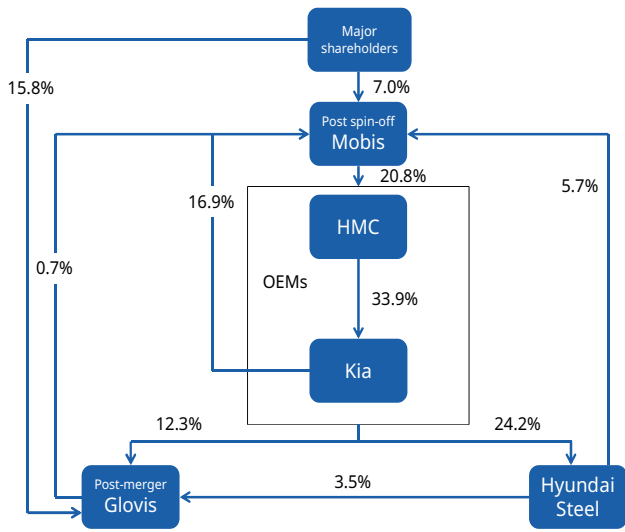 Major
shareholders
15.8%
7.0%
Post spin-off
Mobis
20.8%
5.7%
16.9%
HMC
0.7%
OEMs
33.9%
Kia
12.3%
24.2%
Post-merger
Glovis
3.5%
Hyundai
Steel